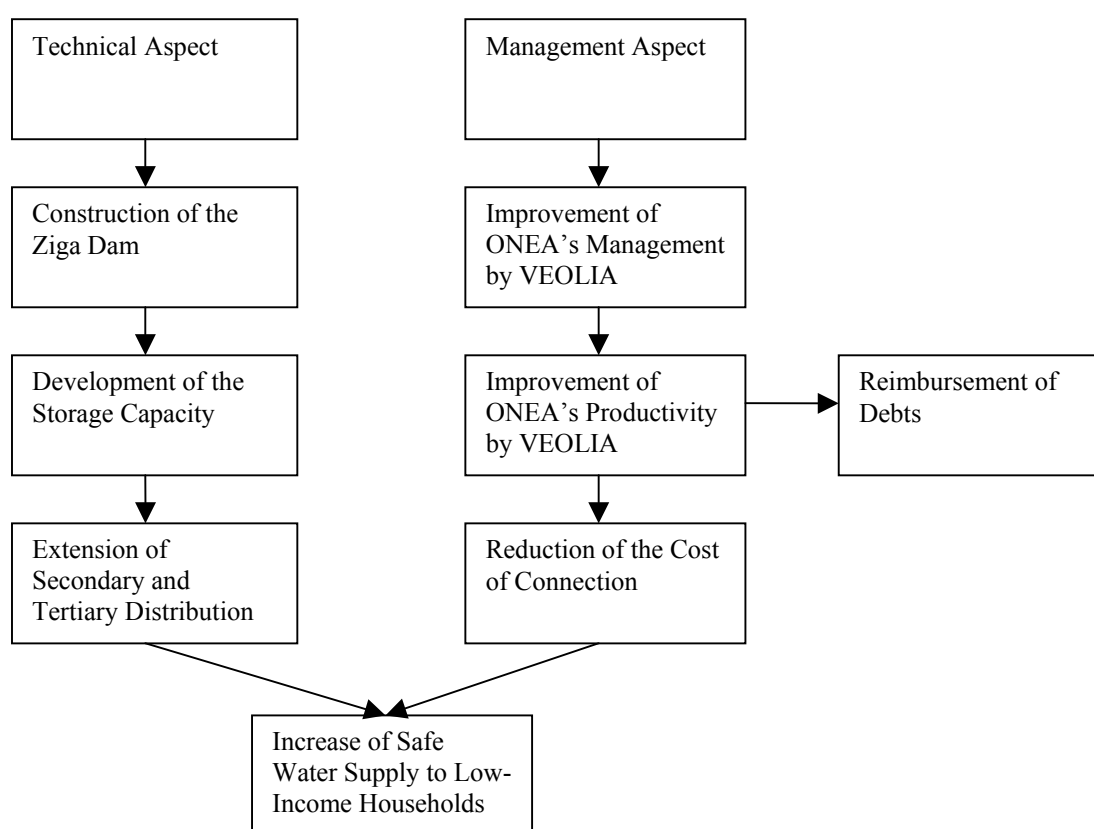 Technical Aspect
Management Aspect
Construction of the
Ziga Dam
Improvement of
ONEA’s Management
by VEOLIA
Development of the
Storage Capacity
Improvement of
ONEA’s Productivity
by VEOLIA
Reimbursement of
Debts
Extension of
Secondary and
Tertiary Distribution
Reduction of the Cost
of Connection
Increase of Safe
Water Supply to Low-
Income Households